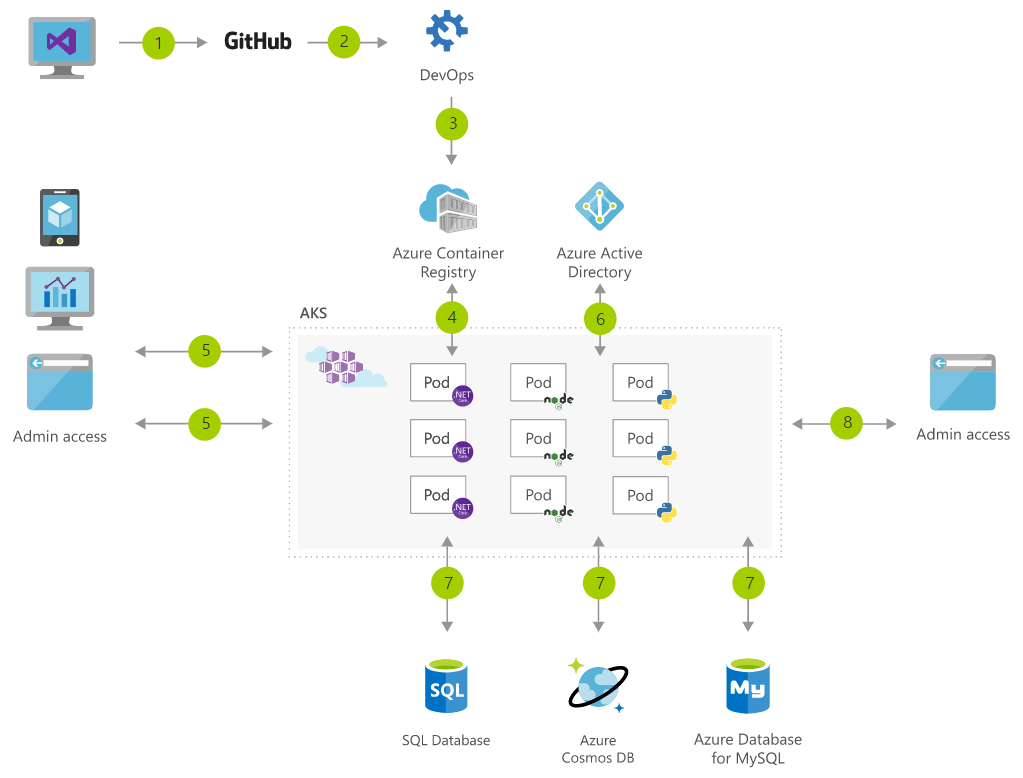 1
GitHub
2
DevOps
3
Azure Container
Registry
Azure Active
Directory
AKS
4
6
5
5
Admin access
Pod
.NET
Core
Pod
node
Pod
Pod
.NET
Core
Pod
node
Pod
Pod
.NET
Core
Pod
node
Pod
8
Admin access
7
7
7
SQL
SQL Database
Azure
Cosmos DB
My
Azure Database
for MySQL